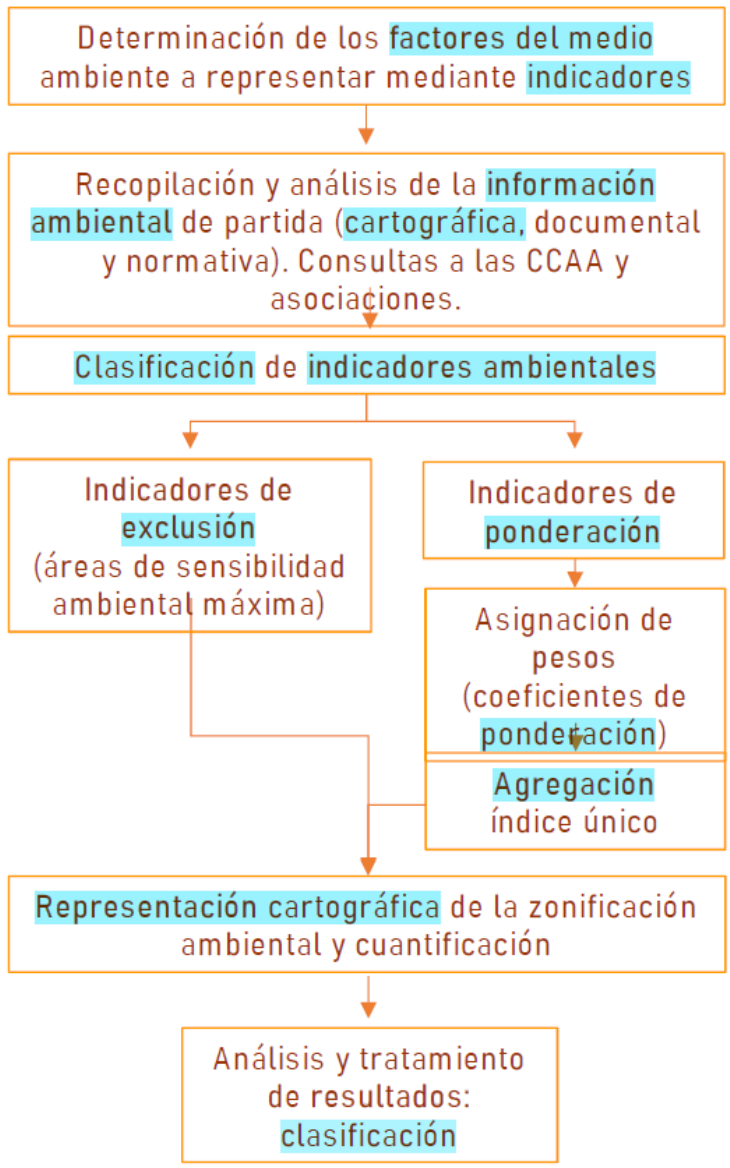 Determinación de los factores del medio
ambiente a representar mediante indicadores
Recopilación y análisis de la información
ambiental de partida (cartográfica, documental
y normativa). Consultas a las CCAA y
asociaciones.
Clasificación de indicadores ambientales
Indicadores de
exclusión
(áreas de sensibilidad
ambiental máxima)
Indicadores de
ponderación
Asignación de
pesos
(coeficientes de
ponderación)
Agregación
índice único
Representación cartográfica de la zonificación
ambiental y cuantificación
Análisis y tratamiento
de resultados:
clasificación